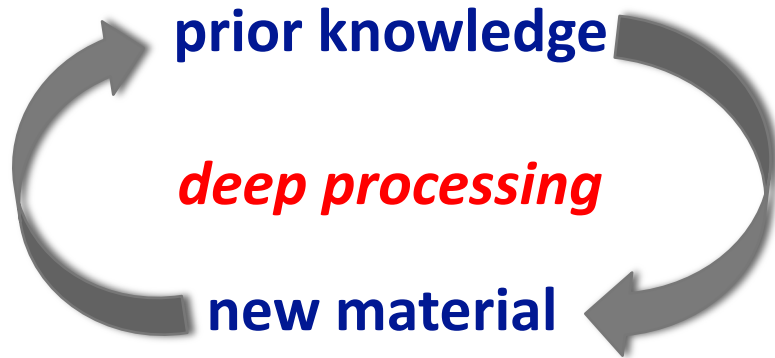 prior knowledge
deep processing
new material